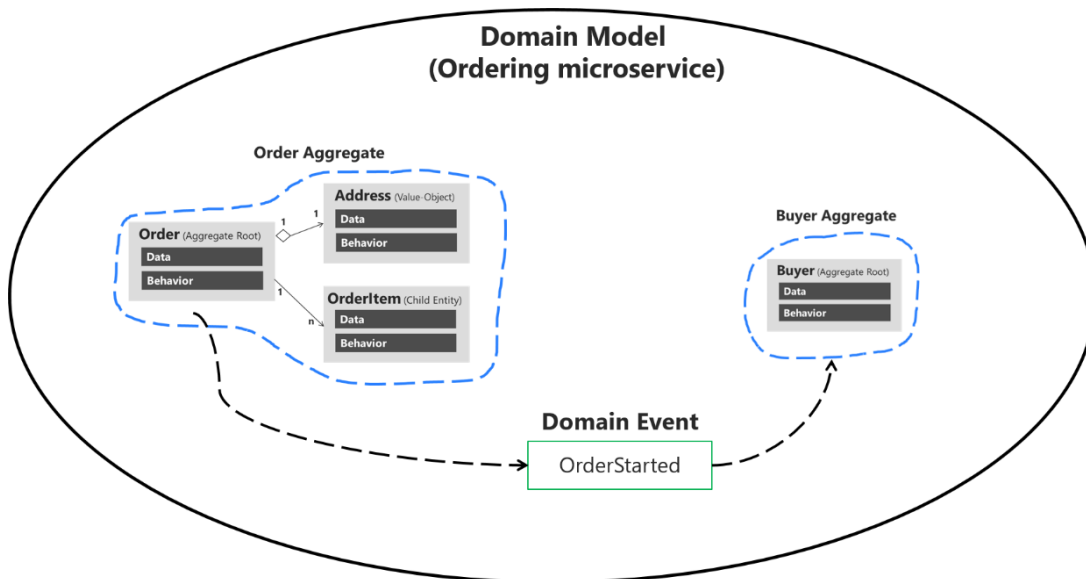 Domain Model
(Ordering microservice)
Order Aggregate
Address (Value-Object)
Data
Behavior
Order (Aggregate Root)
Data
Behavior
1
1
1
n
OrderItem (Child Entity)
Data
Behavior
Buyer Aggregate
Buyer (Aggregate Root)
Data
Behavior
Domain Event
OrderStarted